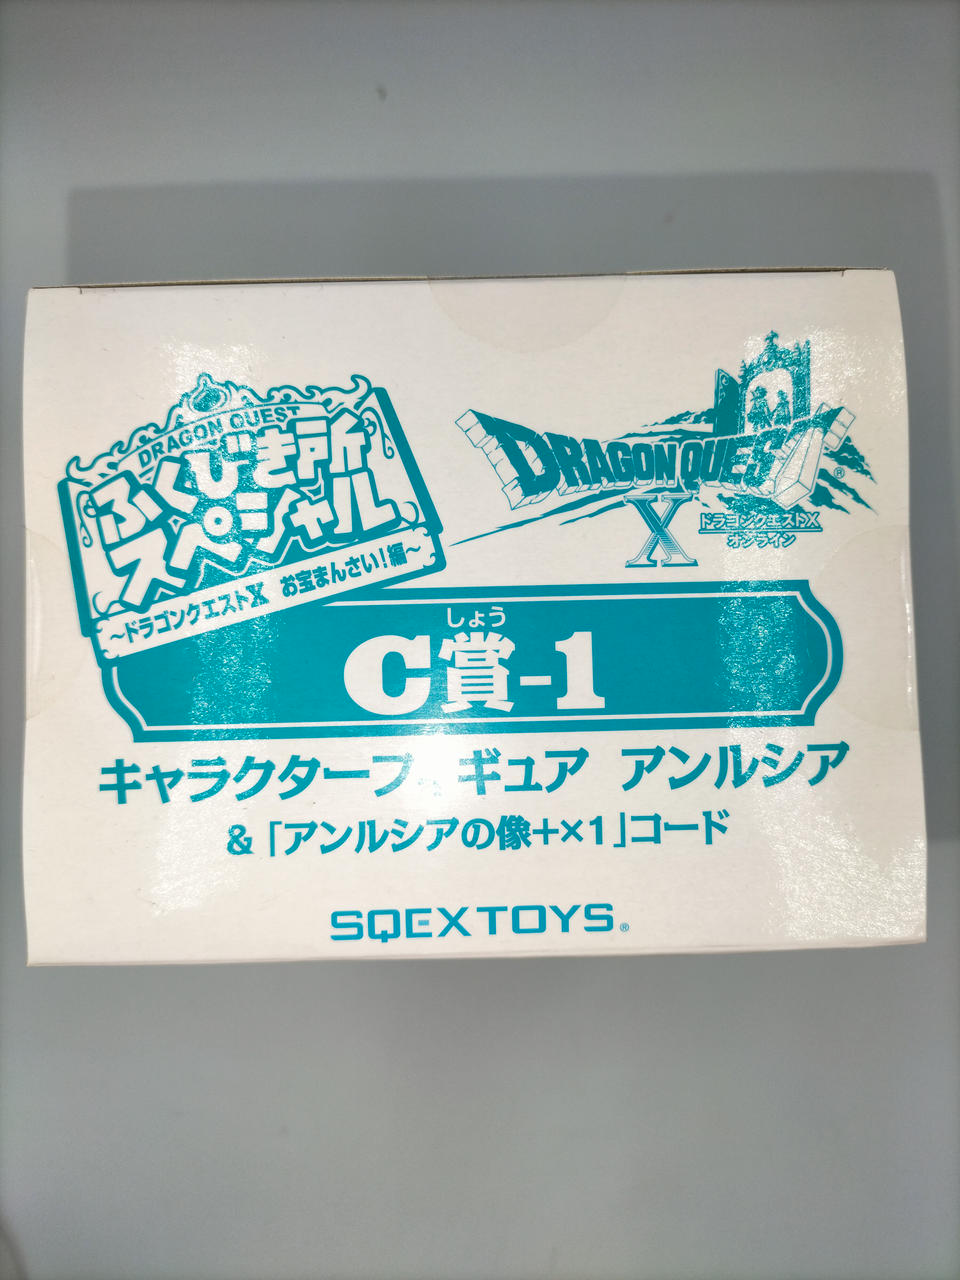 DRAGON QUEST
ふくびき所
スペシャル
～ドラゴンクエストX お宝まんさい!編～
DRAGON QUEST®
X
ドラゴンクエストX
オンライン
しょう
C賞-1
キャラクターフィギュア アンルシア
&「アンルシアの像+×1」コード
SQEX TOYS®